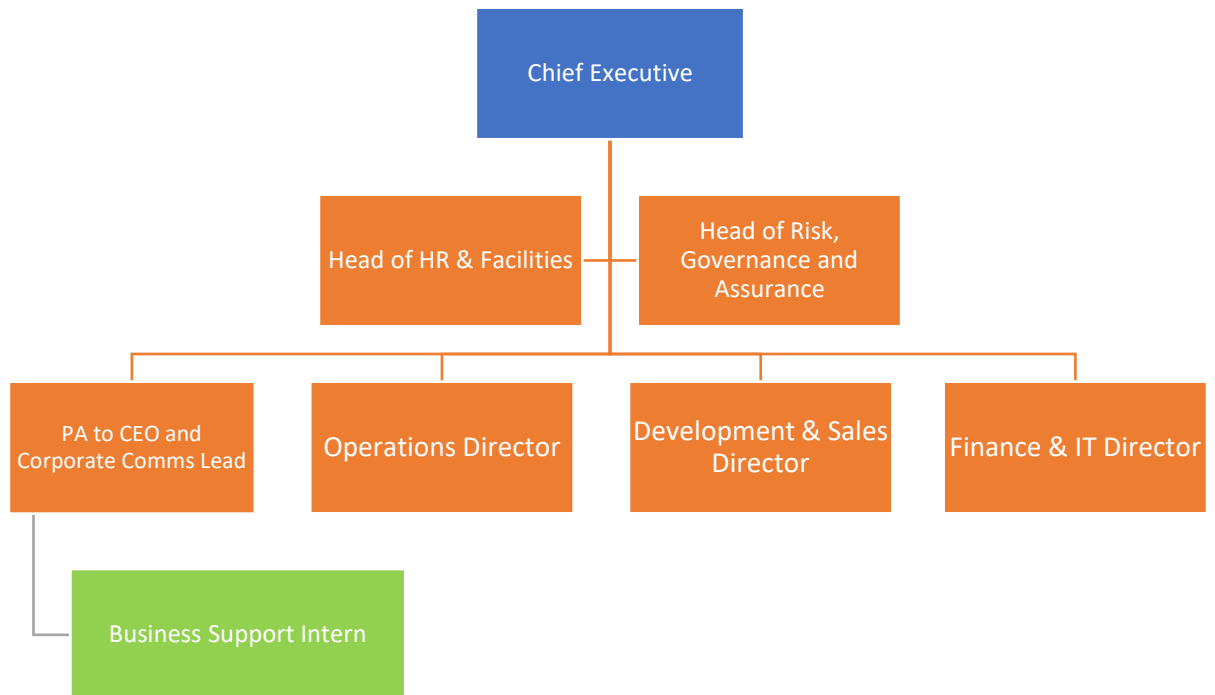 Chief Executive
Head of HR & Facilities
Head of Risk,
Governance and
Assurance
PA to CEO and
Corporate Comms Lead
Operations Director
Development & Sales
Director
Finance & IT Director
Business Support Intern